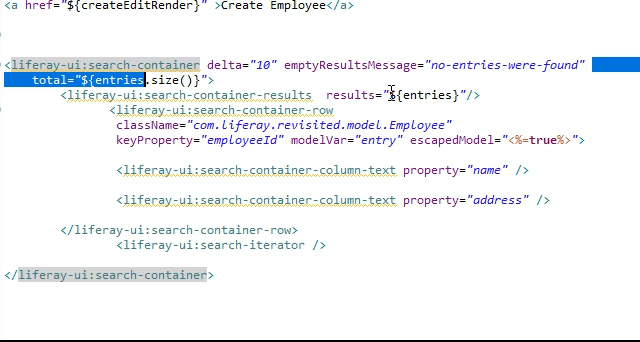 <a href="${createEditRender}" >Create Employee</a>
<liferay-ui:search-container delta="10" emptyResultsMessage="no-entries-were-found"
total="${entries.size()}">
<liferay-ui:search-container-results results="${entries}"/>
<liferay-ui:search-container-row
className="com.liferay.revisited.model.Employee"
keyProperty="employeeId" modelVar="entry" escapedModel="<%=true%>">
<liferay-ui:search-container-column-text property="name" />
<liferay-ui:search-container-column-text property="address" />
</liferay-ui:search-container-row>
<liferay-ui:search-iterator />
</liferay-ui:search-container>